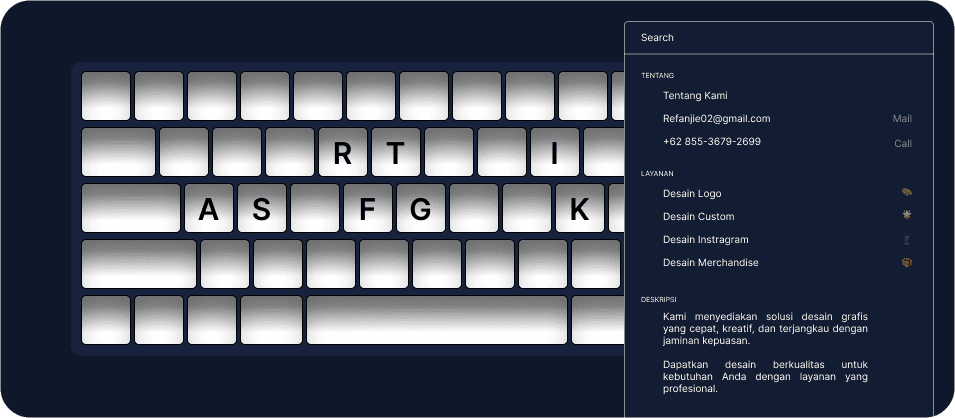 Search
TENTANG
Tentang Kami
Refanjie02@gmail.com Mail
+62 855-3679-2699 Call
LAYANAN
Desain Logo
Desain Custom
Desain Instragram
Desain Merchandise
DESKRIPSI
Kami menyediakan solusi desain grafis
yang cepat, kreatif, dan terjangkau dengan
jaminan kepuasan.
Dapatkan desain berkualitas untuk
kebutuhan Anda dengan layanan yang
profesional.
R T I
A S F G K